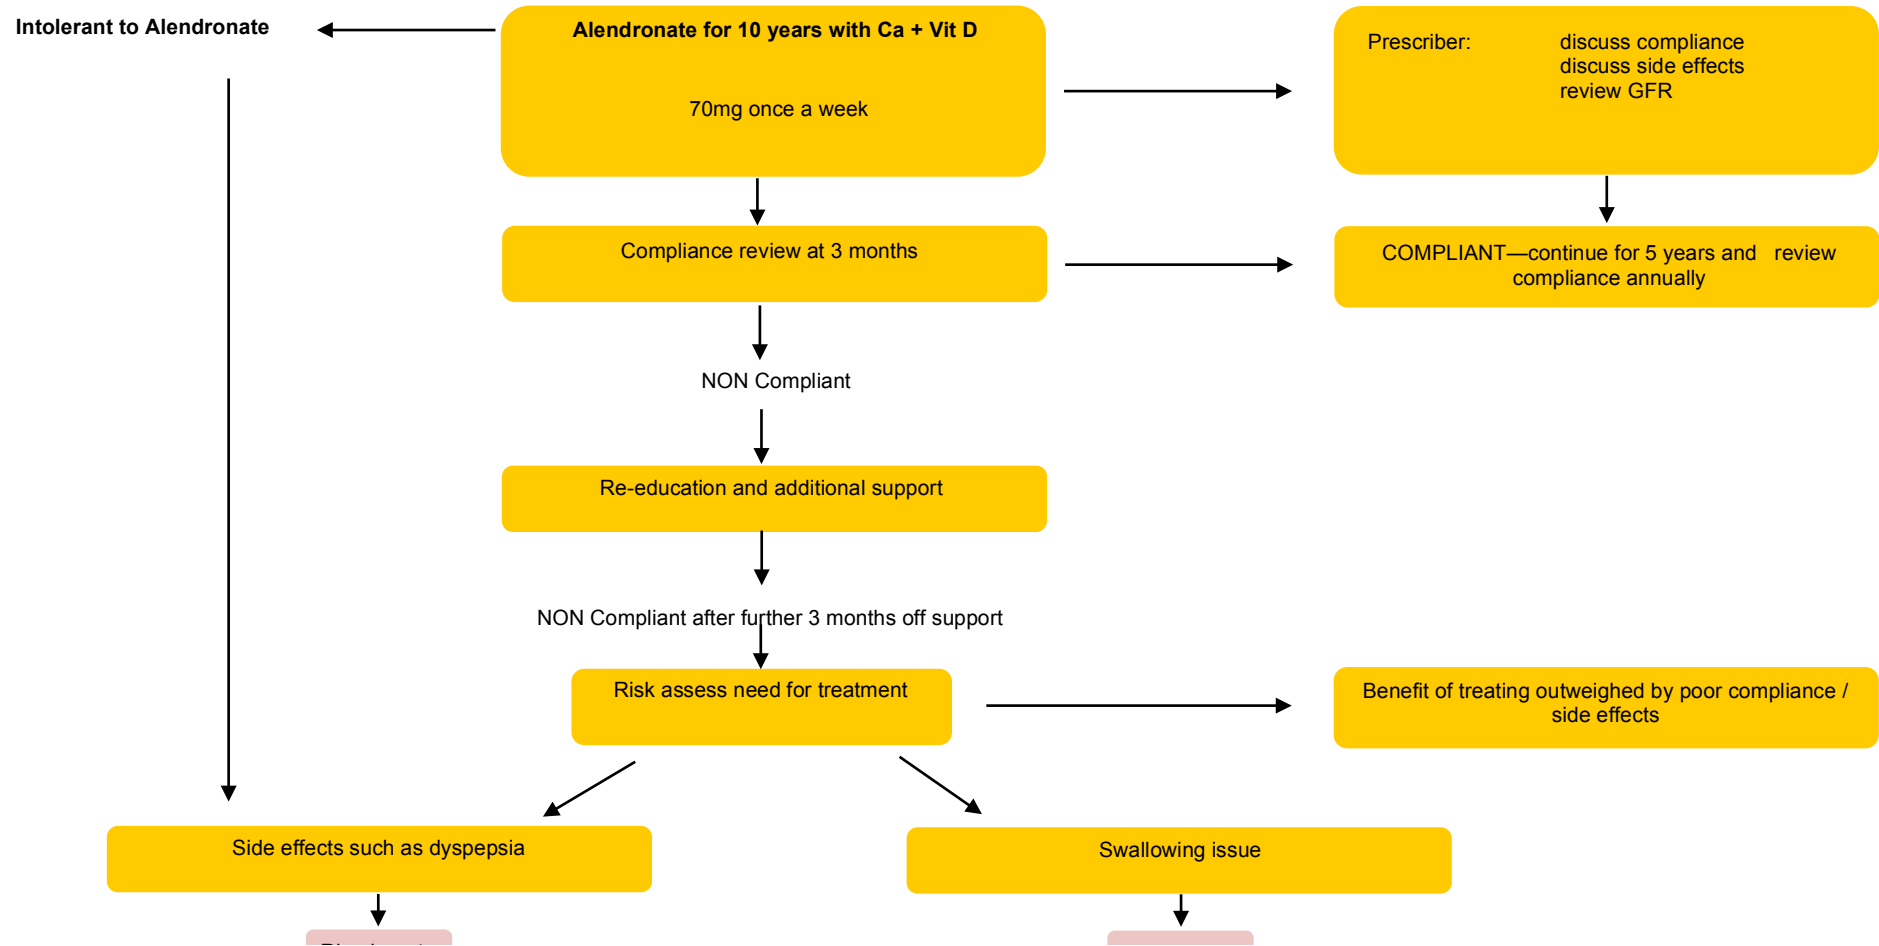 Intolerant to Alendronate
Alendronate for 10 years with Ca + Vit D
70mg once a week
Prescriber: discuss compliance
discuss side effects
review GFR
Compliance review at 3 months
COMPLIANT—continue for 5 years and review
compliance annually
NON Compliant
Re-education and additional support
NON Compliant after further 3 months off support
Risk assess need for treatment
Benefit of treating outweighed by poor compliance /
side effects
Side effects such as dyspepsia
Swallowing issue